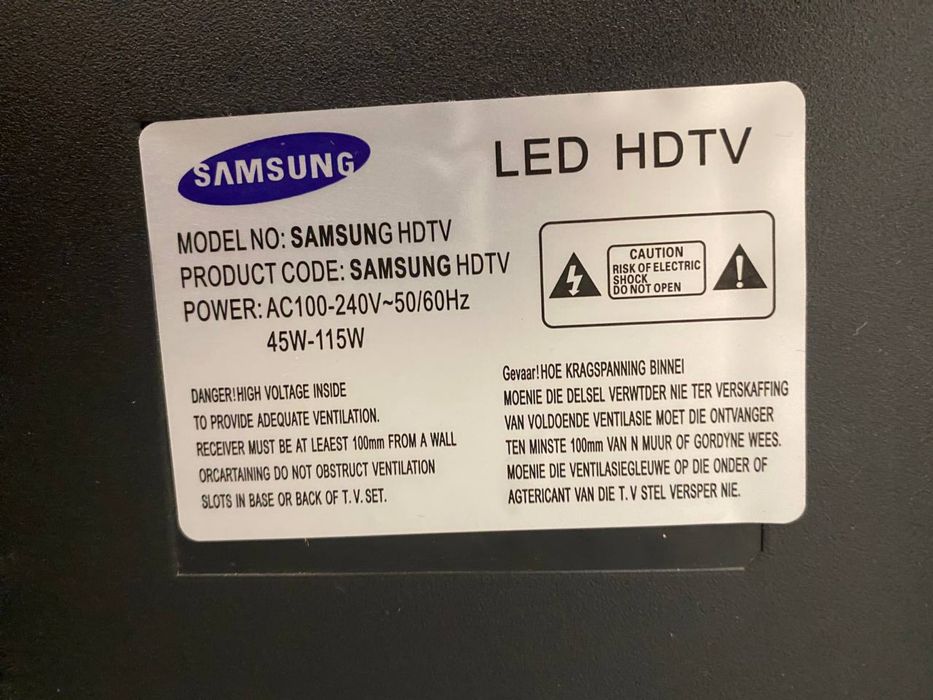 SAMSUNG
LED HDTV
MODEL NO: SAMSUNG HDTV
PRODUCT CODE: SAMSUNG HDTV
POWER: AC100-240V~50/60Hz
45W-115W
CAUTION
RISK OF ELECTRIC
SHOCK
DO NOT OPEN
DANGER!HIGH VOLTAGE INSIDE
TO PROVIDE ADEQUATE VENTILATION.
RECEIVER MUST BE AT LEAEST 100mm FROM A WALL
ORCARTAINING DO NOT OBSTRUCT VENTILATION
SLOTS IN BASE OR BACK OF T.V. SET.
Gevaar!HOE KRAGSPANNING BINNEI
MOENIE DIE DELSEL VERWTDER NIE TER VERSKAFFING
VAN VOLDOENDE VENTILASIE MOET DIE ONTVANGER
TEN MINSTE 100mm VAN N MUUR OF GORDYNE WEES.
MOENIE DIE VENTILASIEGLEUWE OP DIE ONDER OF
AGTERICANT VAN DIE T.V STEL VERSPER NIE.